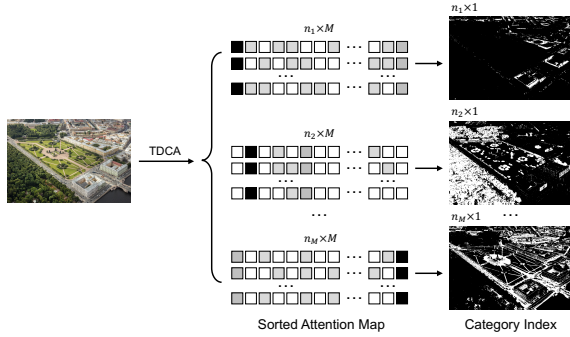 n₁×M
n₁×1
TDCA
n₂×M
n₂×1
...
...
n_M×M
n_M×1
Sorted Attention Map
Category Index